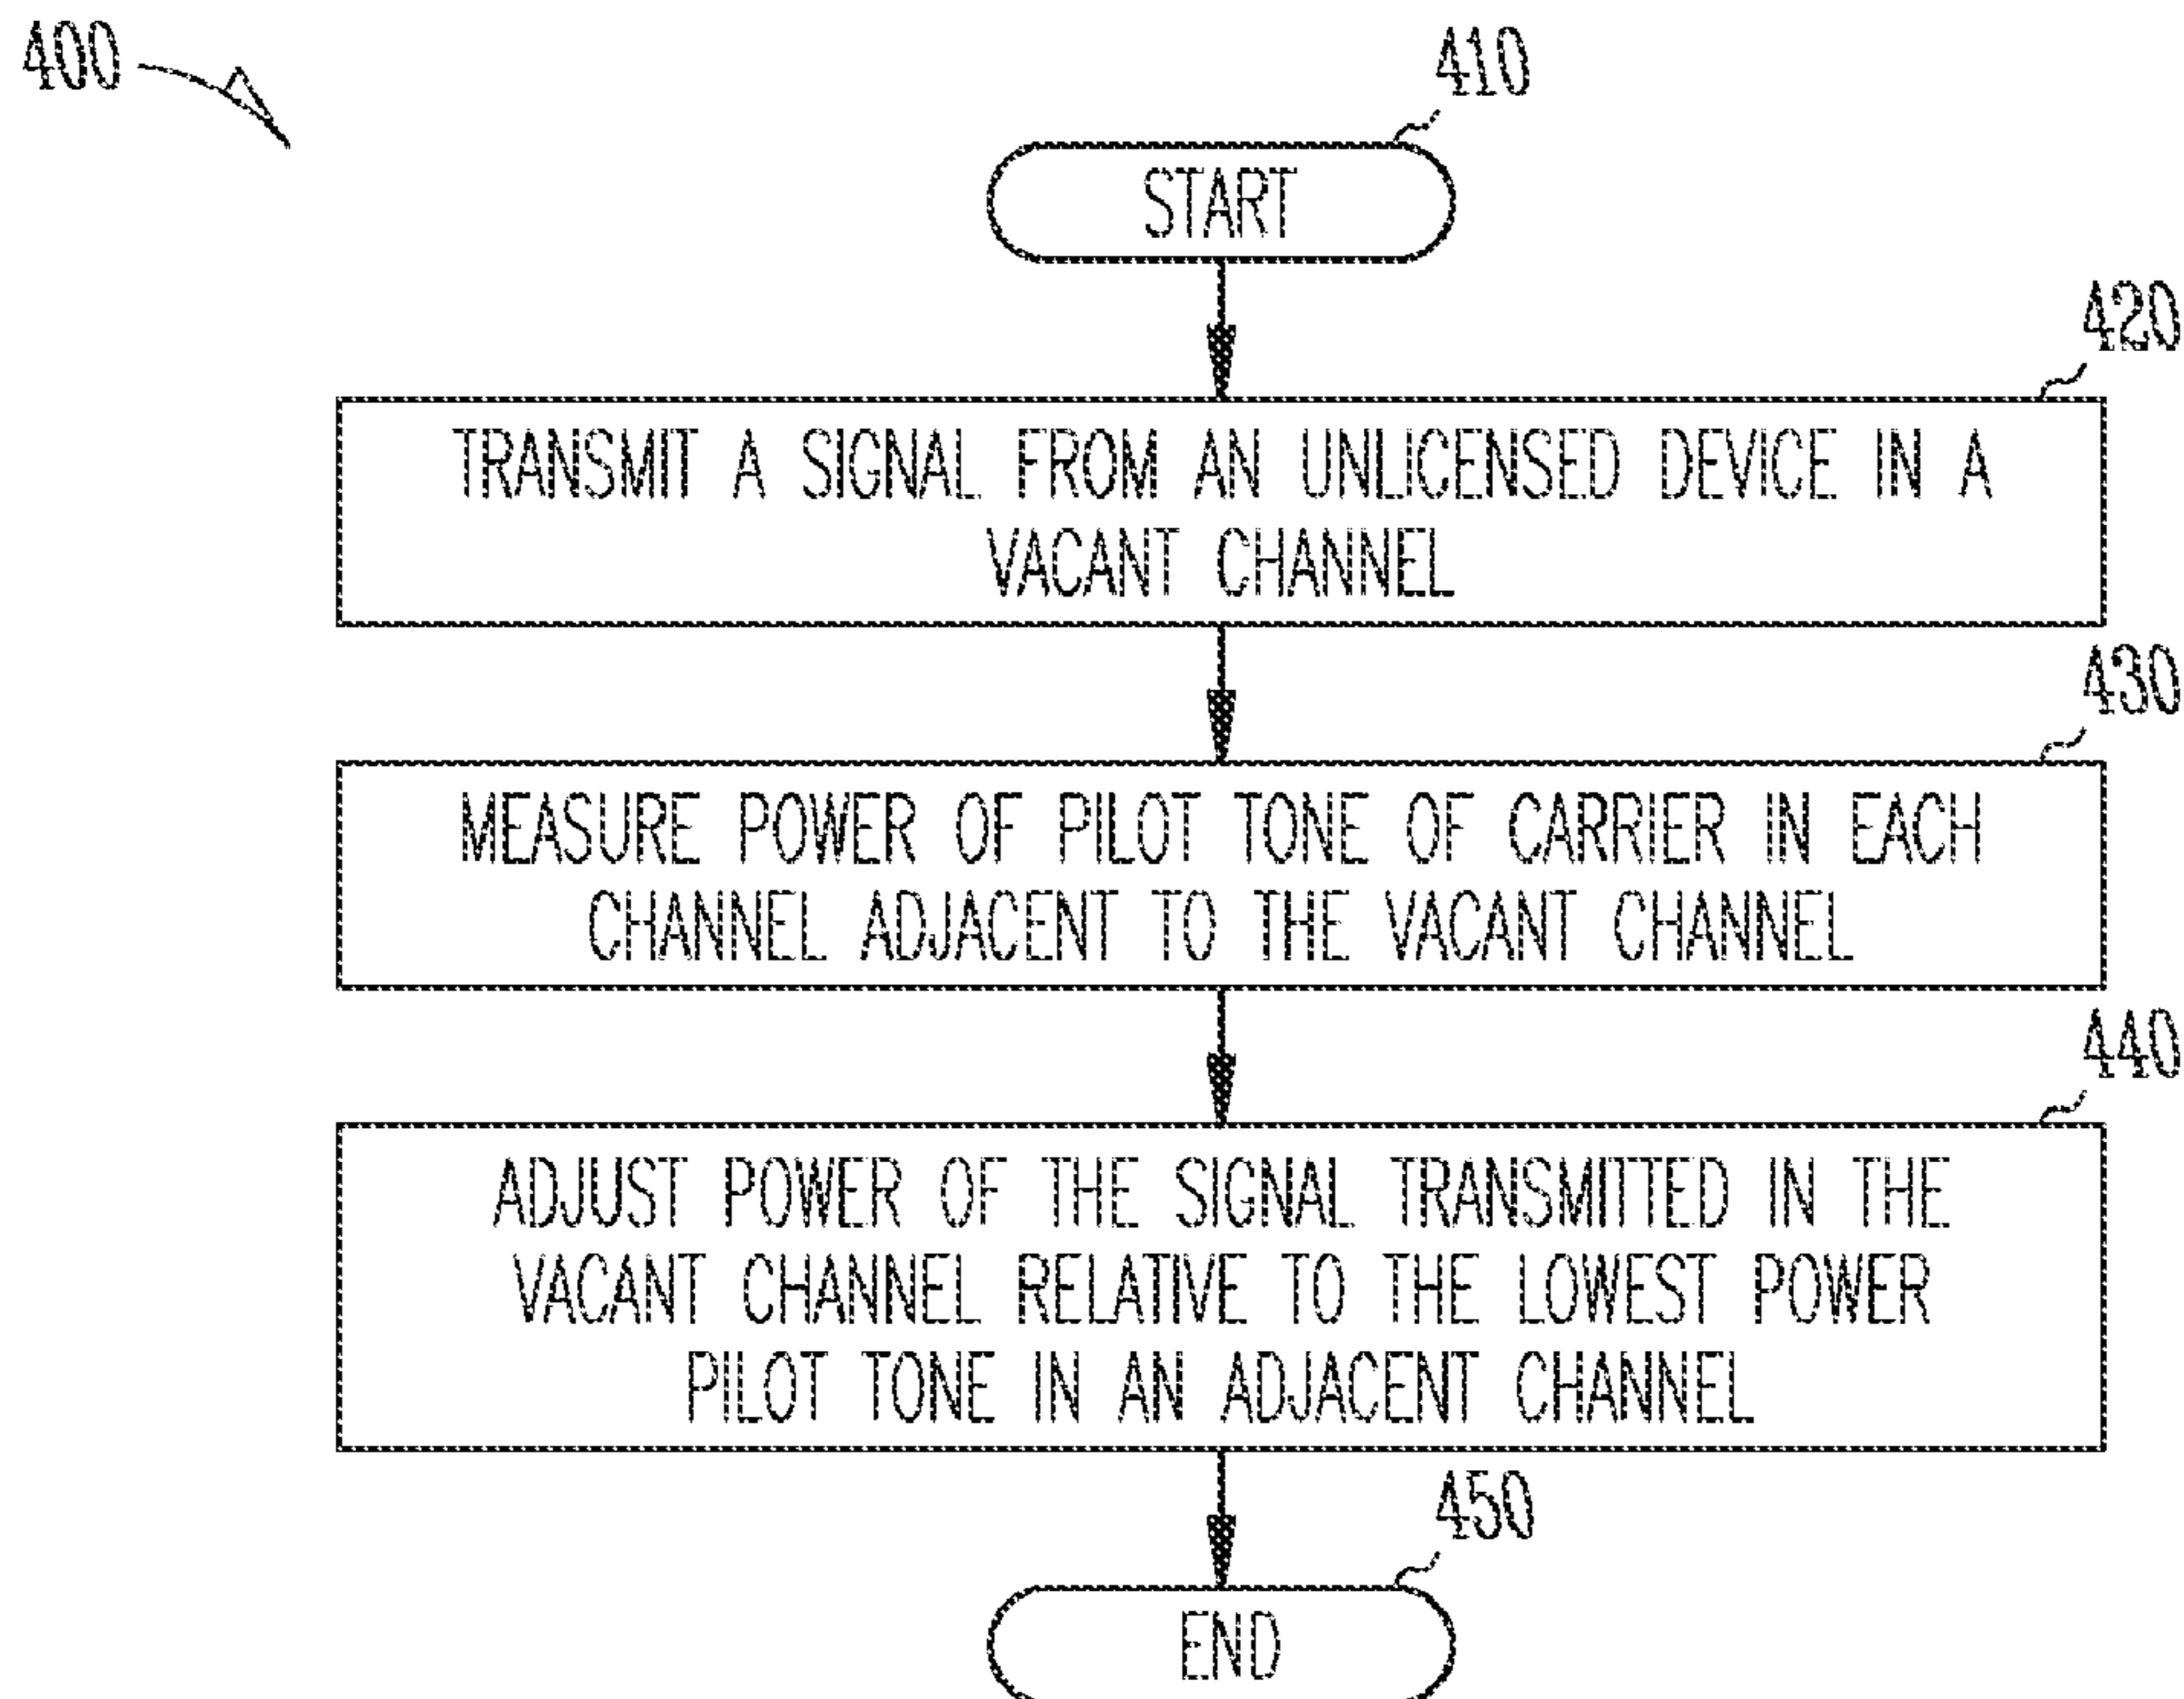 400
410
START
420
TRANSMIT A SIGNAL FROM AN UNLICENSED DEVICE IN A
VACANT CHANNEL
430
MEASURE POWER OF PILOT TONE OF CARRIER IN EACH
CHANNEL ADJACENT TO THE VACANT CHANNEL
440
ADJUST POWER OF THE SIGNAL TRANSMITTED IN THE
VACANT CHANNEL RELATIVE TO THE LOWEST POWER
PILOT TONE IN AN ADJACENT CHANNEL
450
END